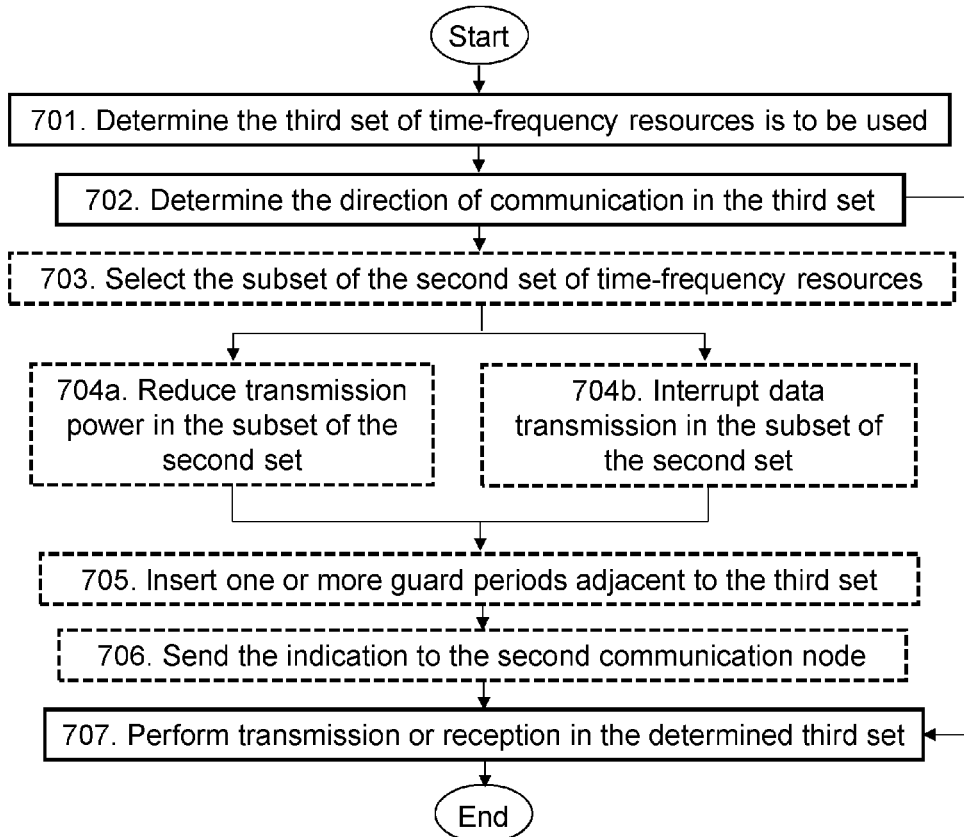 Start
701. Determine the third set of time-frequency resources is to be used
702. Determine the direction of communication in the third set
703. Select the subset of the second set of time-frequency resources
704a. Reduce transmission
power in the subset of the
second set
704b. Interrupt data
transmission in the subset of
the second set
705. Insert one or more guard periods adjacent to the third set
706. Send the indication to the second communication node
707. Perform transmission or reception in the determined third set
End